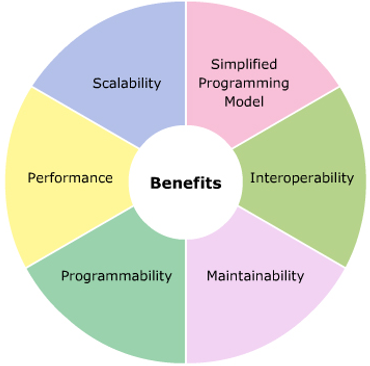 Scalability
Simplified
Programming
Model
Performance
Benefits
Interoperability
Programmability
Maintainability